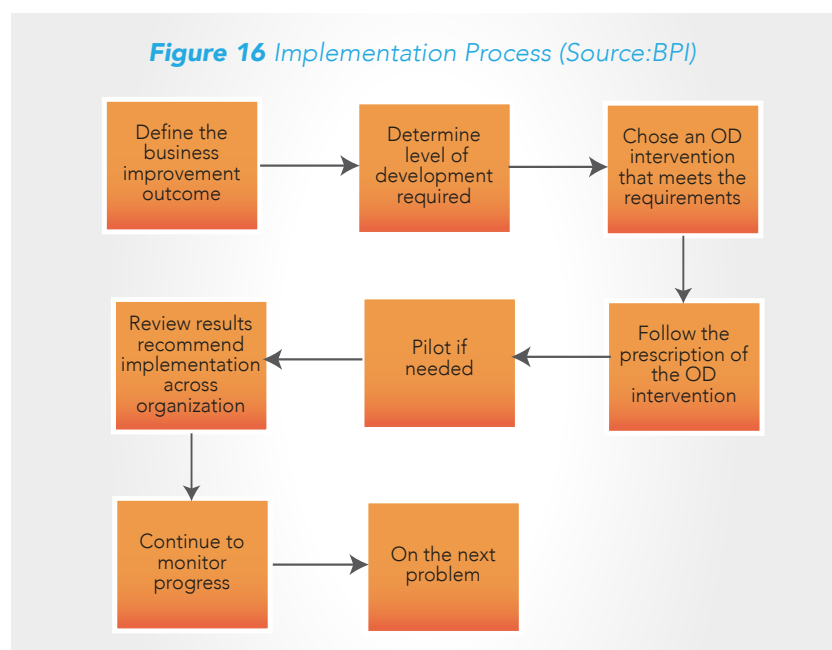 Figure 16 Implementation Process (Source:BPI)
Define the
business
improvement
outcome
Determine
level of
development
required
Chose an OD
intervention
that meets the
requirements
Follow the
prescription of
the OD
intervention
Pilot if
needed
Review results
recommend
implementation
across
organization
Continue to
monitor
progress
On the next
problem